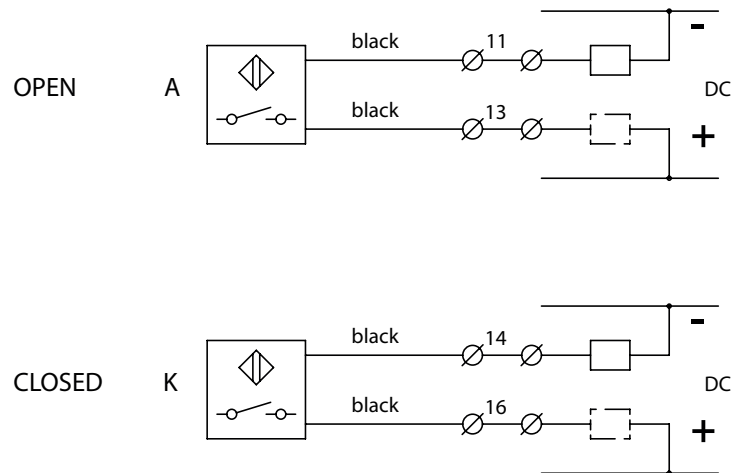 black 11 -
OPEN A DC
black 13 +
black 14 -
CLOSED K DC
black 16 +